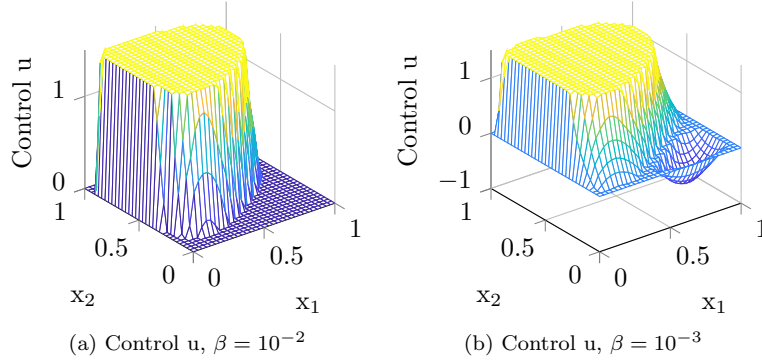 Control u
1
0
1
0.5
0
x₂
0
0.5
1
x₁
(a) Control u, β = 10⁻²
Control u
1
0
−1
1
0.5
0
x₂
0
0.5
1
x₁
(b) Control u, β = 10⁻³